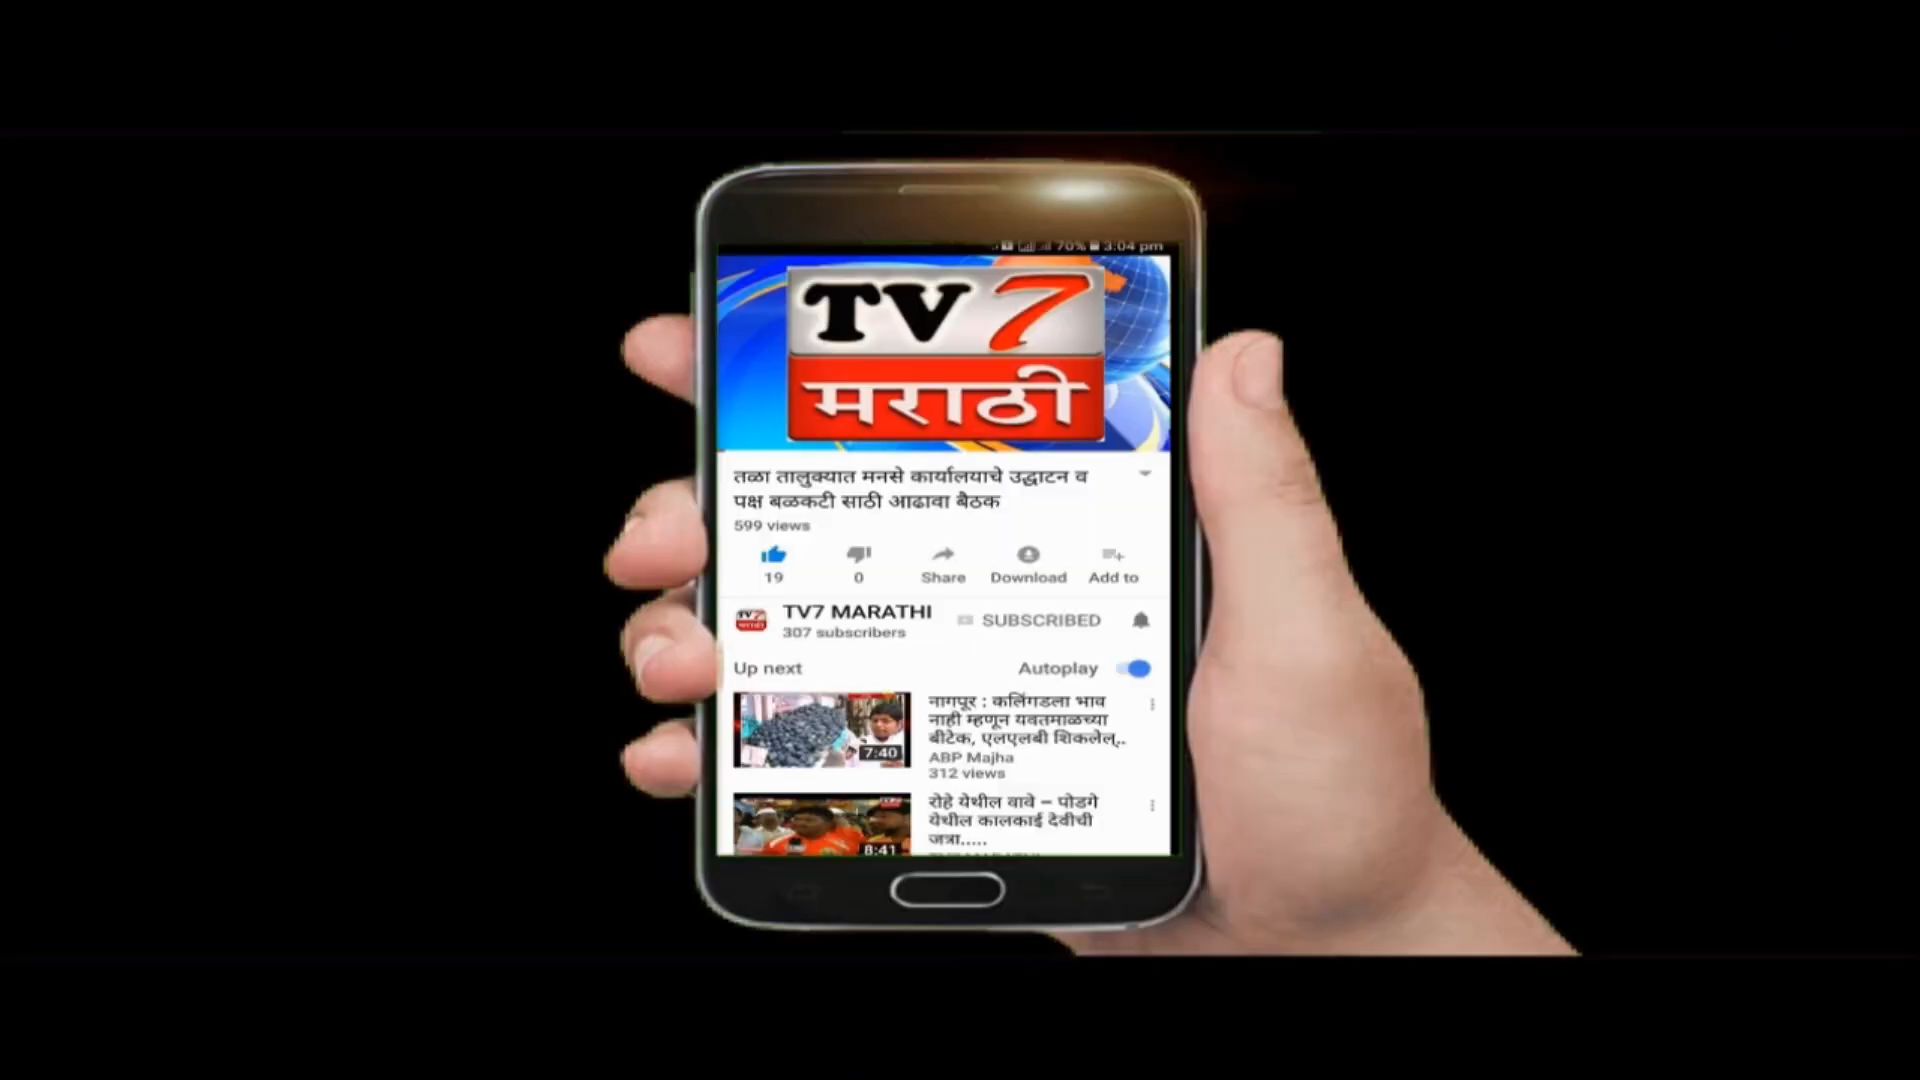 70% 3:04 pm
TV 7
मराठी
तळा तालुक्यात मनसे कार्यालयाचे उद्घाटन व
पक्ष बळकटी साठी आढावा बैठक
599 views
19 0 Share Download Add to
TV7 MARATHI
SUBSCRIBED
307 subscribers
Up next Autoplay
नागपूर : कलिंगडला भाव
नाही म्हणून यवतमाळच्या
बीटेक, एलएलबी शिकलेल्..
7:40
ABP Majha
312 views
रोहे येथील वावे – पोडगे
येथील कालकाई देवीची
जत्रा.....
8:41